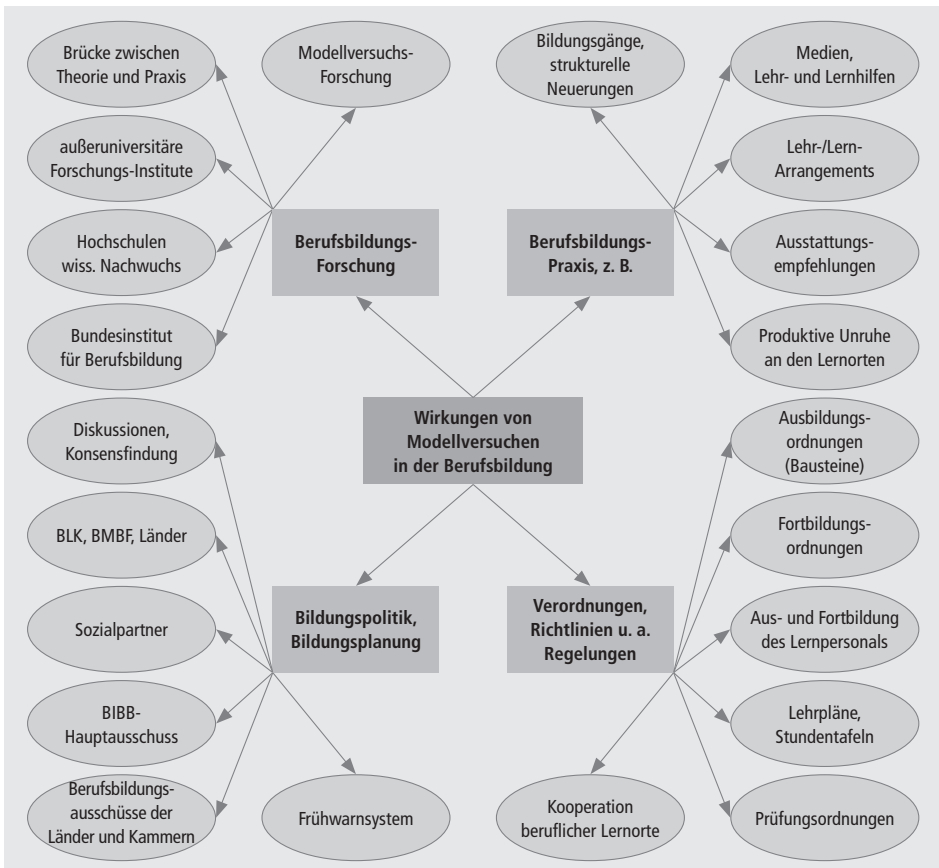 Brücke zwischen
Theorie und Praxis
Modellversuchs-
Forschung
Bildungsgänge,
strukturelle
Neuerungen
Medien,
Lehr- und Lernhilfen
außeruniversitäre
Forschungs-Institute
Lehr-/Lern-
Arrangements
Hochschulen
wiss. Nachwuchs
Berufsbildungs-
Forschung
Berufsbildungs-
Praxis, z. B.
Ausstattungs-
empfehlungen
Bundesinstitut
für Berufsbildung
Produktive Unruhe
an den Lernorten
Diskussionen,
Konsensfindung
Wirkungen von
Modellversuchen
in der Berufsbildung
Ausbildungs-
ordnungen
(Bausteine)
BLK, BMBF, Länder
Fortbildungs-
ordnungen
Sozialpartner
Bildungspolitik,
Bildungsplanung
Verordnungen,
Richtlinien u. a.
Regelungen
Aus- und Fortbildung
des Lernpersonals
BIBB-
Hauptausschuss
Lehrpläne,
Stundentafeln
Berufsbildungs-
ausschüsse der
Länder und Kammern
Frühwarnsystem
Kooperation
beruflicher Lernorte
Prüfungsordnungen